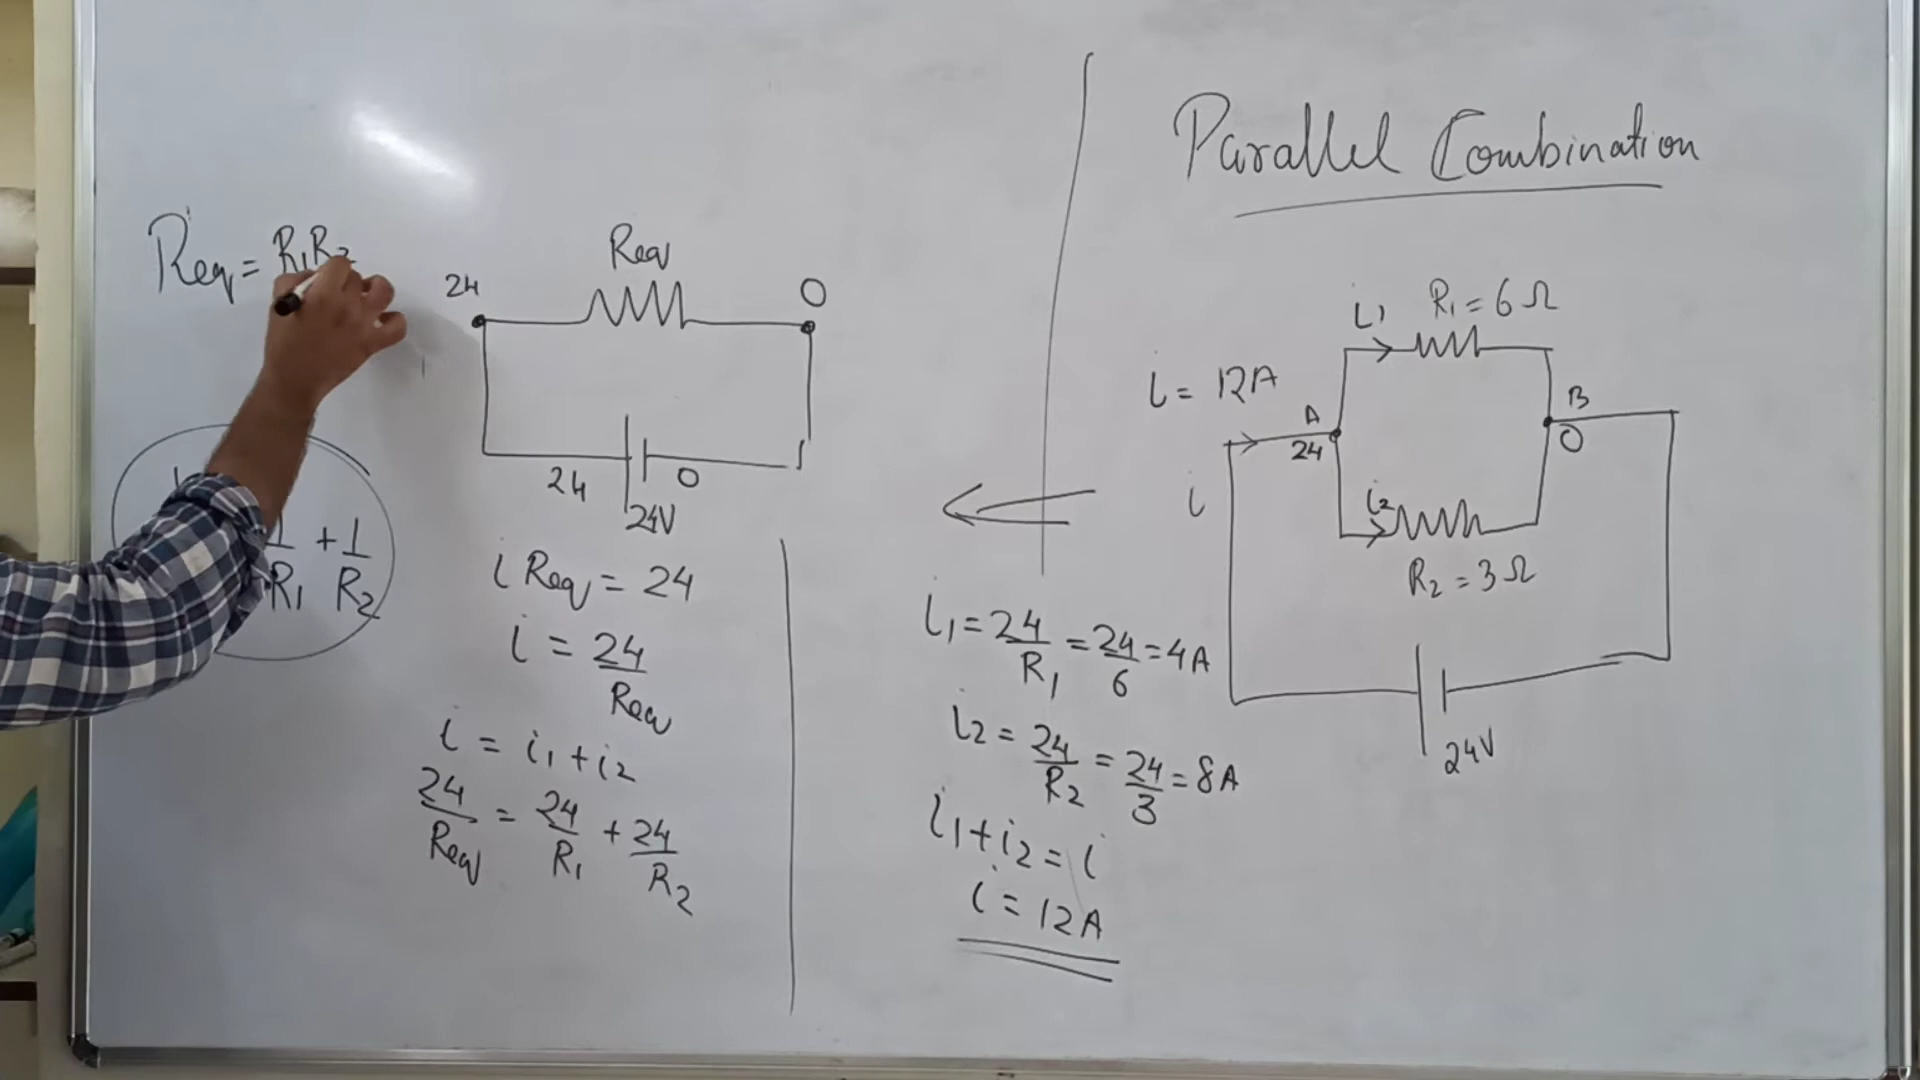 Parallel Combination
Req = R1R2
Req
24
0
24
0
24V
+ 1/R2
1/R1
i Req = 24
i = 24/Req
i = i1 + i2
24/Req = 24/R1 + 24/R2
i = 12A
i
i1
R1 = 6 Ω
A
24
B
0
i2
R2 = 3 Ω
24V
i1 = 24/R1 = 24/6 = 4A
i2 = 24/R2 = 24/3 = 8A
i1 + i2 = i
i = 12A